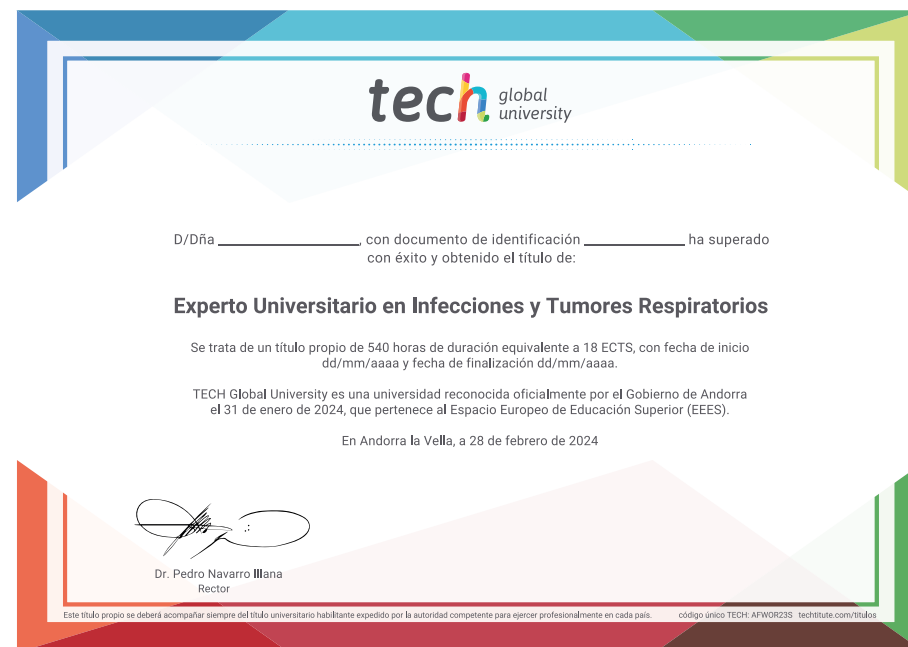 tech global university
D/Dña ____________________, con documento de identificación ______________ ha superado
con éxito y obtenido el título de:
Experto Universitario en Infecciones y Tumores Respiratorios
Se trata de un título propio de 540 horas de duración equivalente a 18 ECTS, con fecha de inicio
dd/mm/aaaa y fecha de finalización dd/mm/aaaa.
TECH Global University es una universidad reconocida oficialmente por el Gobierno de Andorra
el 31 de enero de 2024, que pertenece al Espacio Europeo de Educación Superior (EEES).
En Andorra la Vella, a 28 de febrero de 2024
Dr. Pedro Navarro Illana
Rector
Este título propio se deberá acompañar siempre del título universitario habilitante expedido por la autoridad competente para ejercer profesionalmente en cada país. código único TECH: AFWOR23S techtitute.com/titulos